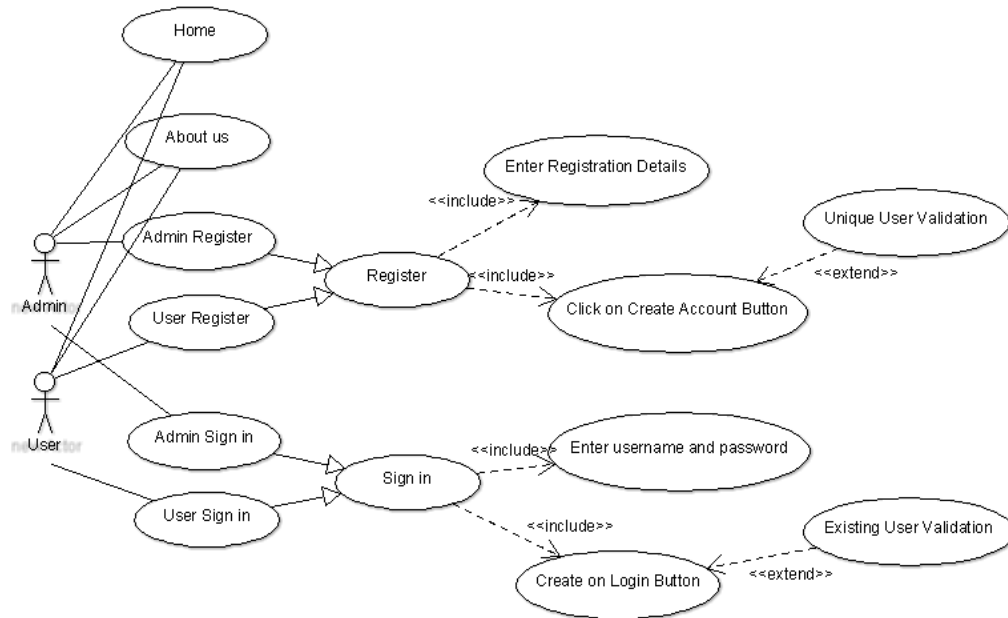 Home
About us
Enter Registration Details
<<include>>
Unique User Validation
Admin Register
Register
<<include>>
<<extend>>
Admin
User Register
Click on Create Account Button
User
Admin Sign in
<<include>>
Enter username and password
Sign in
User Sign in
<<include>>
Existing User Validation
Create on Login Button
<<extend>>